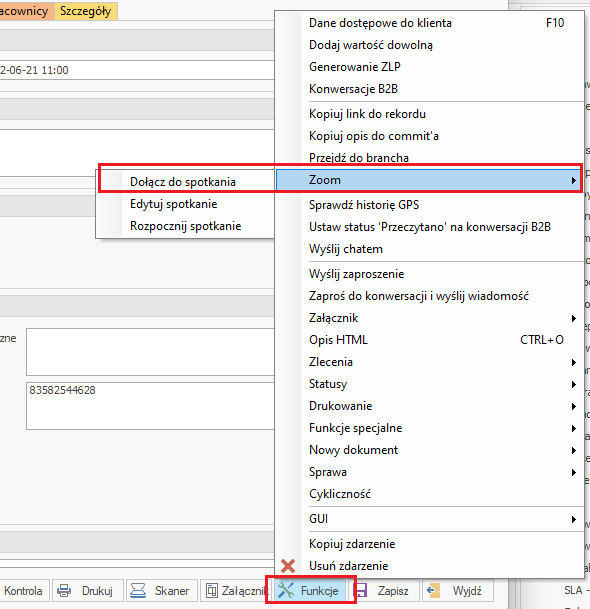 acownicy Szczegóły
2-06-21 11:00
Dane dostępowe do klienta F10
Dodaj wartość dowolną
Generowanie ZLP
Konwersacje B2B
Kopiuj link do rekordu
Kopiuj opis do commit'a
Przejdź do brancha
Zoom
Dołącz do spotkania
Edytuj spotkanie
Rozpocznij spotkanie
Sprawdź historię GPS
Ustaw status 'Przeczytano' na konwersacji B2B
Wyślij chatem
Wyślij zaproszenie
Zaproś do konwersacji i wyślij wiadomość
Załącznik
Opis HTML CTRL+O
zne
Zlecenia
Statusy
83582544628
Drukowanie
Funkcje specjalne
Nowy dokument
Sprawa
Cykliczność
GUI
Kopiuj zdarzenie
Usuń zdarzenie
Kontrola Drukuj Skaner Załącznik Funkcje Zapisz Wyjdź
SLA -